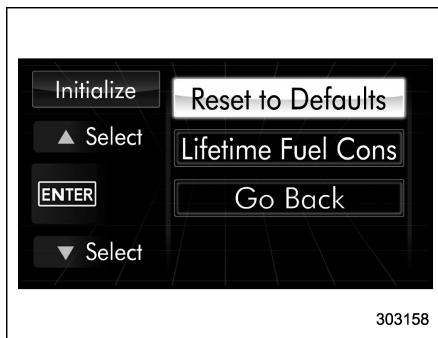 Initialize
▲ Select
ENTER
▼ Select
Reset to Defaults
Lifetime Fuel Cons
Go Back
303158